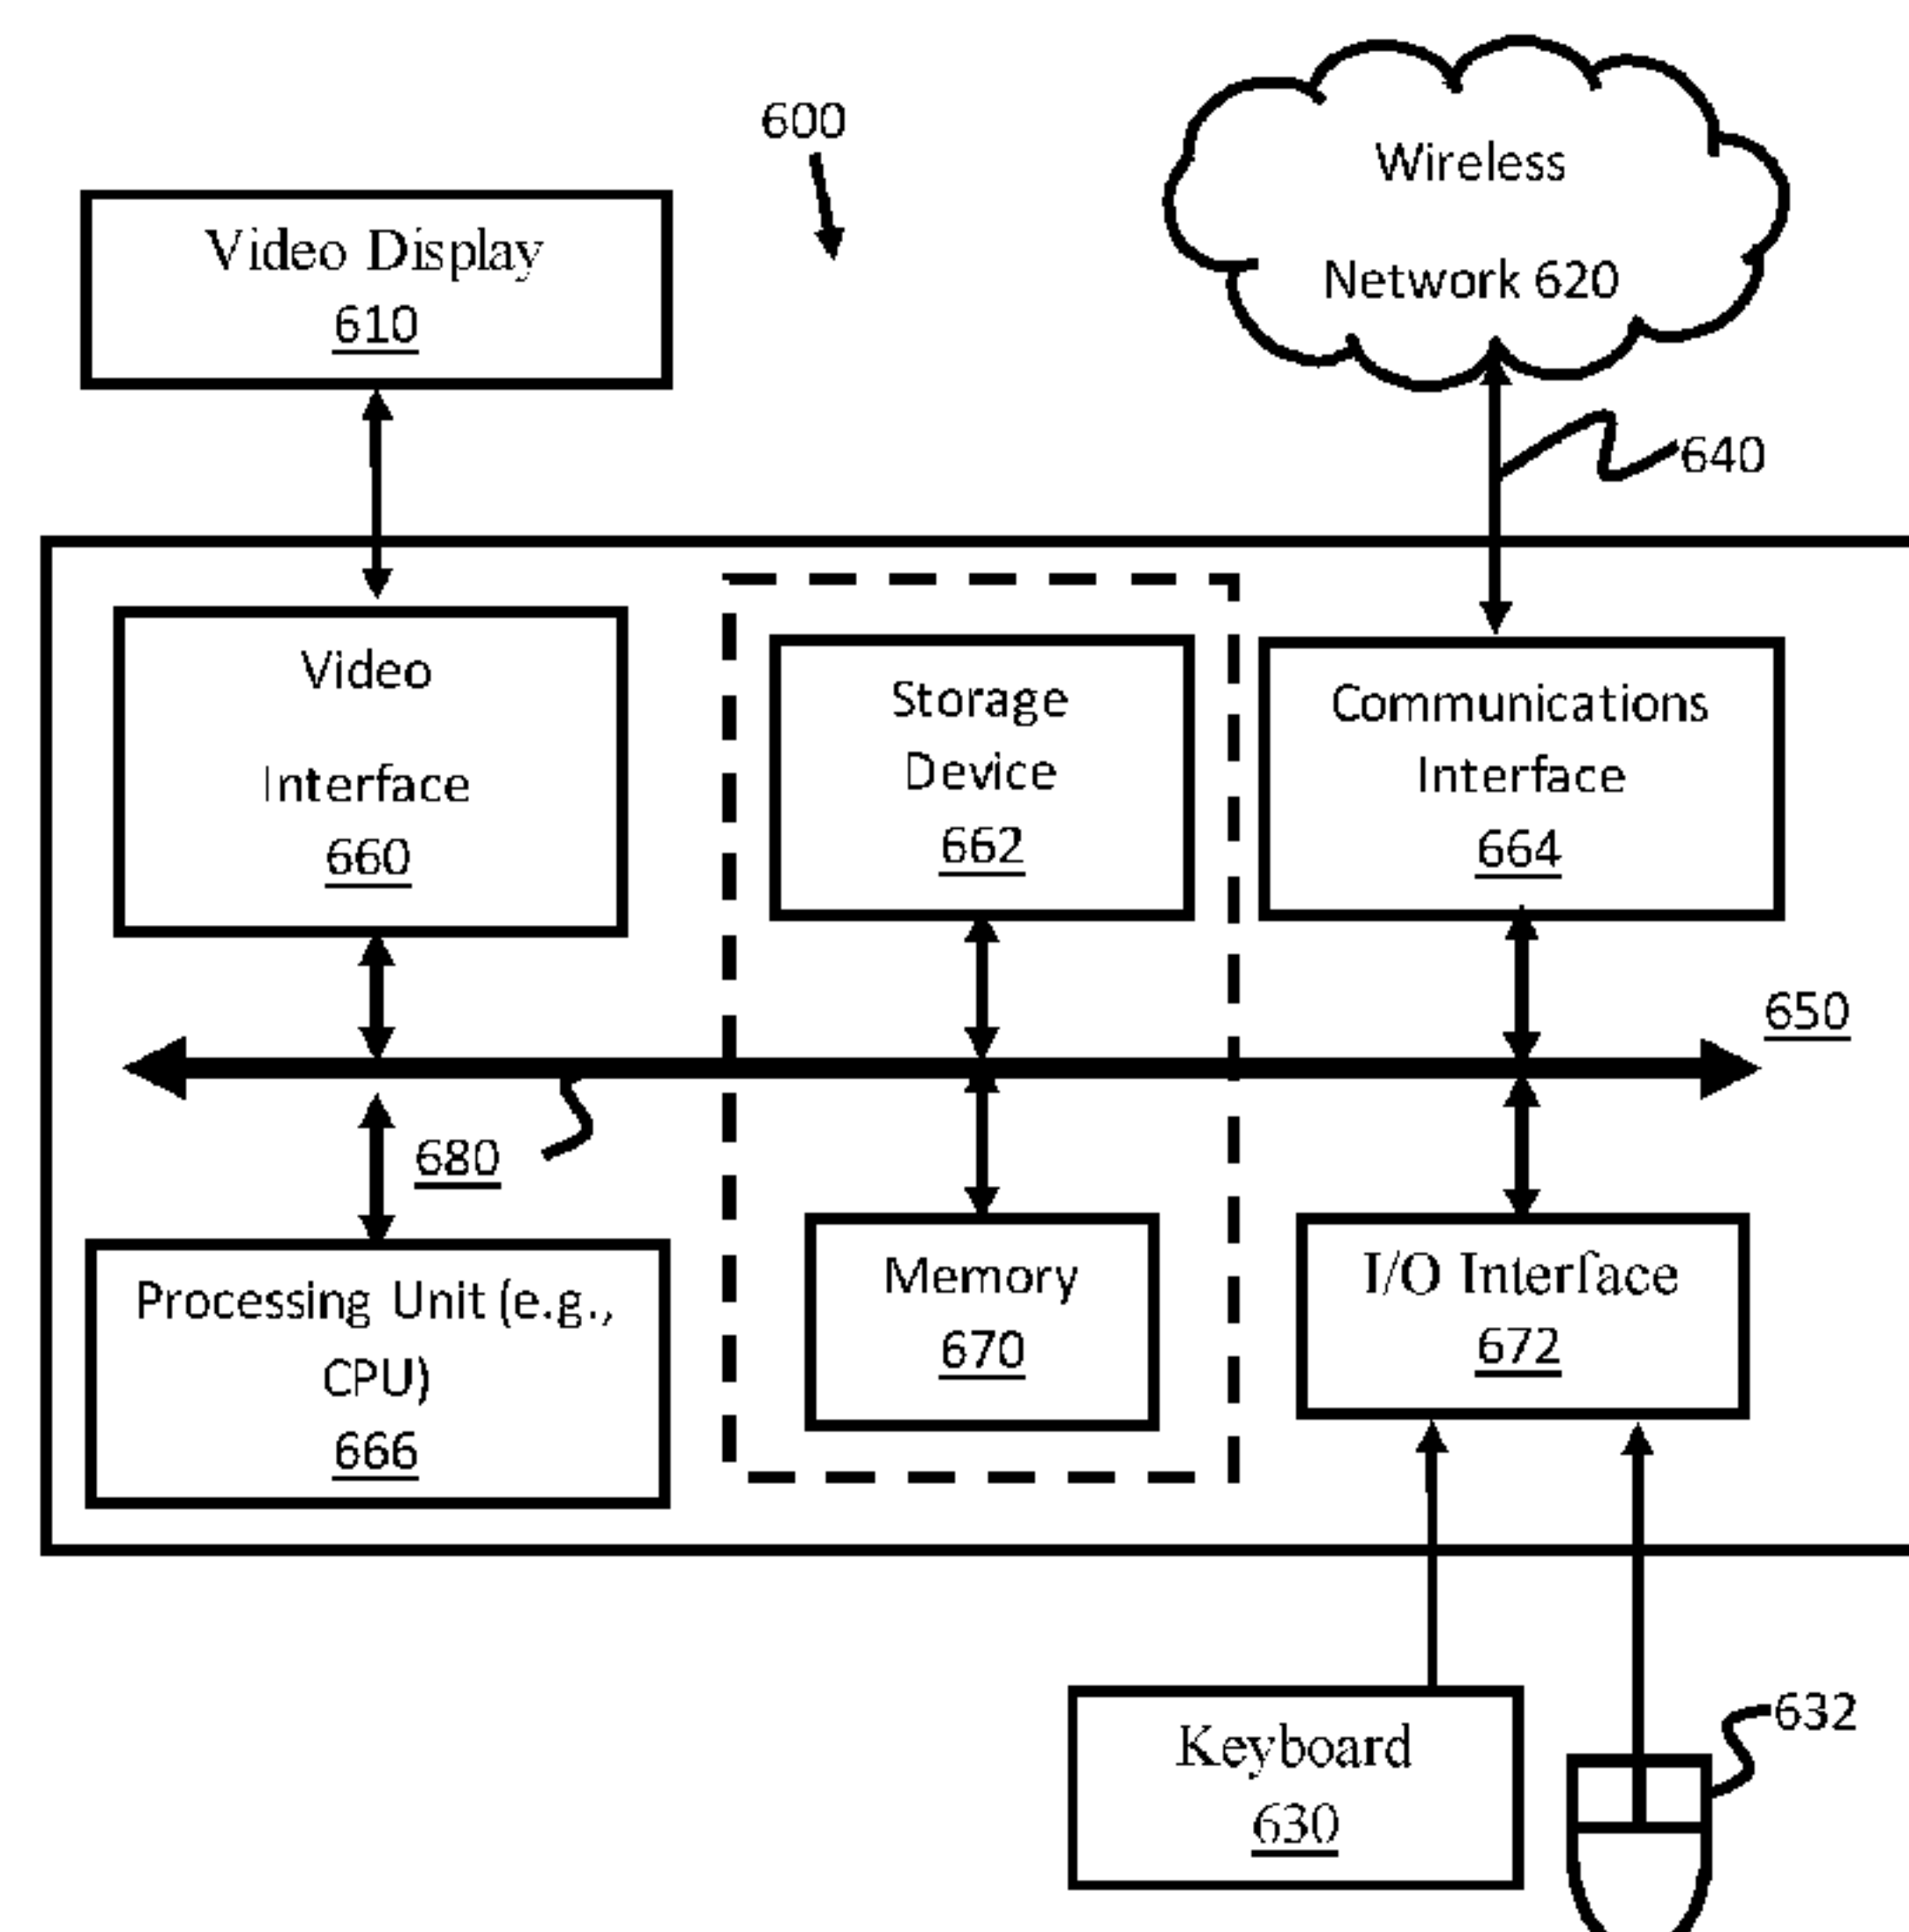 600
Wireless
Network 620
Video Display
610
640
Video
Interface
660
Storage
Device
662
Communications
Interface
664
650
680
Processing Unit (e.g.,
CPU)
666
Memory
670
I/O Interface
672
Keyboard
630
632